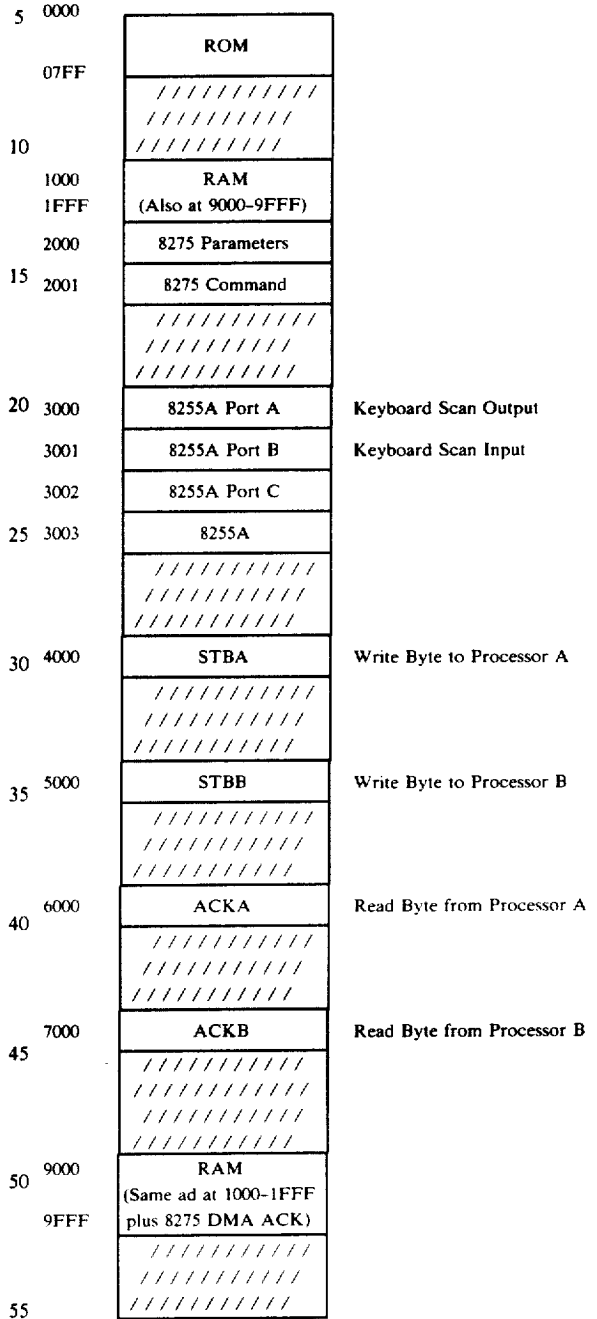 5 0000
ROM
07FF
10
1000 RAM
1FFF (Also at 9000-9FFF)
2000 8275 Parameters
15 2001 8275 Command
20 3000 8255A Port A Keyboard Scan Output
3001 8255A Port B Keyboard Scan Input
3002 8255A Port C
25 3003 8255A
30 4000 STBA Write Byte to Processor A
35 5000 STBB Write Byte to Processor B
40 6000 ACKA Read Byte from Processor A
7000 ACKB Read Byte from Processor B
45
9000 RAM
50 (Same ad at 1000-1FFF
9FFF plus 8275 DMA ACK)
55